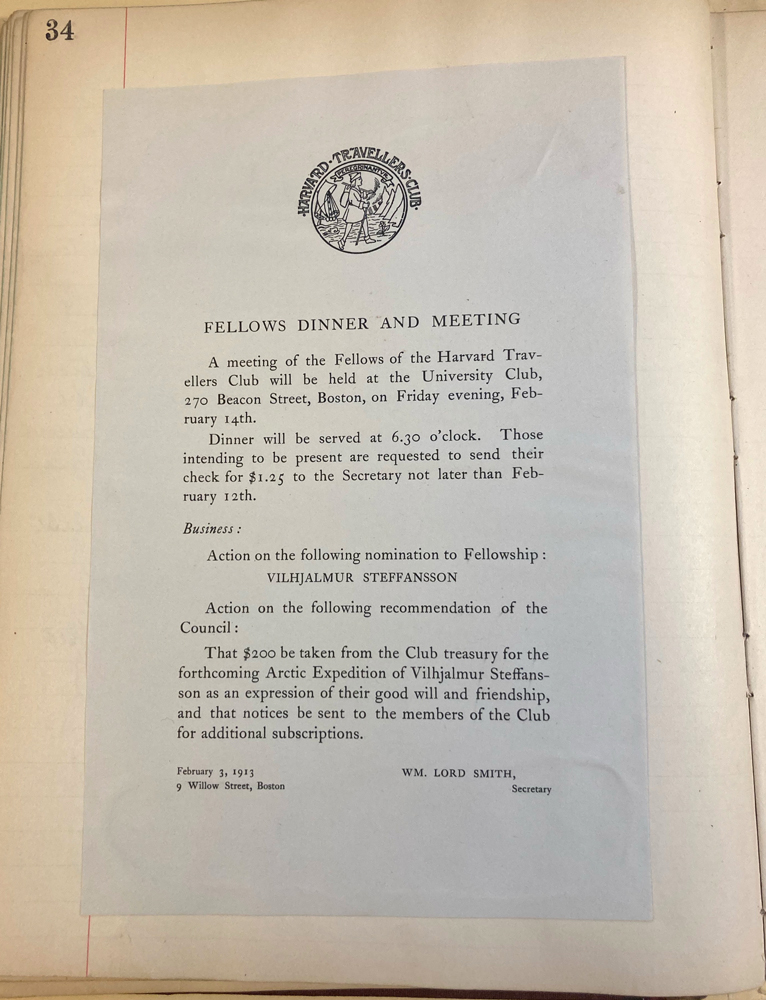 34
·HARVARD·TRAVELLERS·CLUB·
FELLOWS DINNER AND MEETING
A meeting of the Fellows of the Harvard Trav-
ellers Club will be held at the University Club,
270 Beacon Street, Boston, on Friday evening, Feb-
ruary 14th.
Dinner will be served at 6.30 o'clock. Those
intending to be present are requested to send their
check for $1.25 to the Secretary not later than Feb-
ruary 12th.
Business :
Action on the following nomination to Fellowship :
VILHJALMUR STEFFANSSON
Action on the following recommendation of the
Council :
That $200 be taken from the Club treasury for the
forthcoming Arctic Expedition of Vilhjalmur Steffans-
son as an expression of their good will and friendship,
and that notices be sent to the members of the Club
for additional subscriptions.
February 3, 1913
9 Willow Street, Boston
WM. LORD SMITH,
Secretary